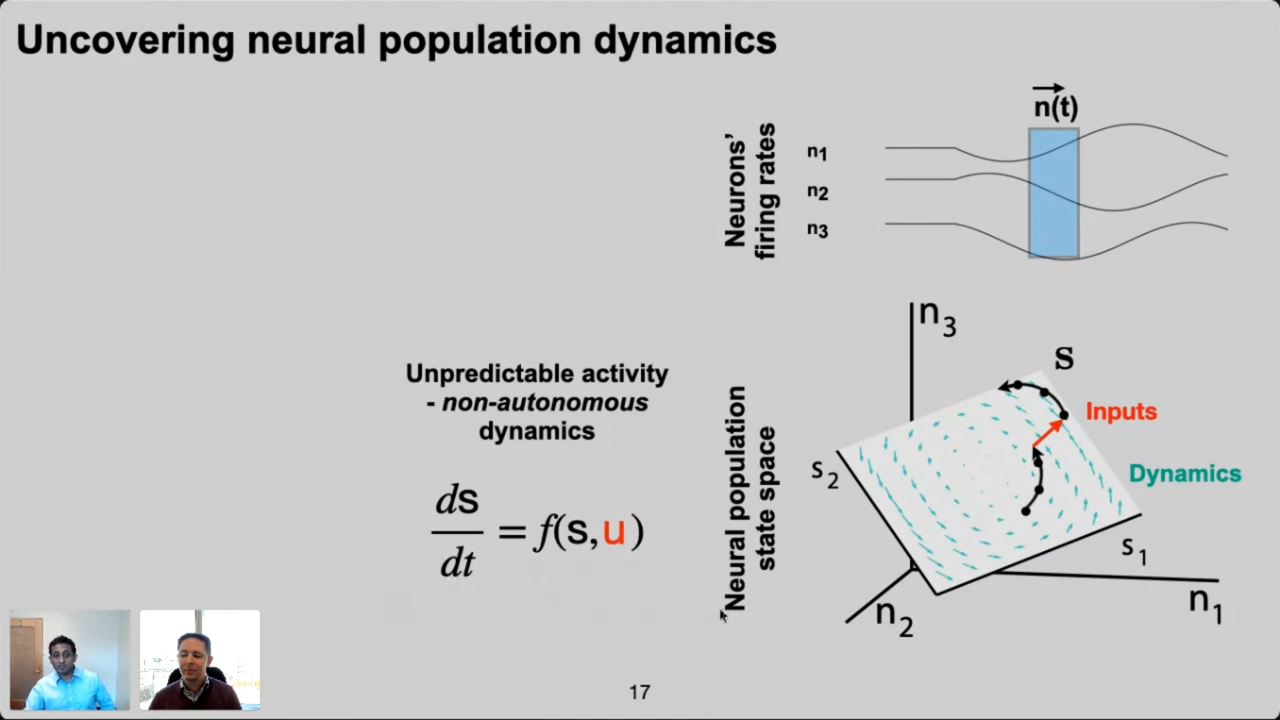 Uncovering neural population dynamics
n(t)
Neurons'
firing rates
n1
n2
n3
Unpredictable activity
- non-autonomous
dynamics
ds
dt
= f(s,u)
Neural population
state space
n3
S
Inputs
Dynamics
s2
s1
n2
n1
17